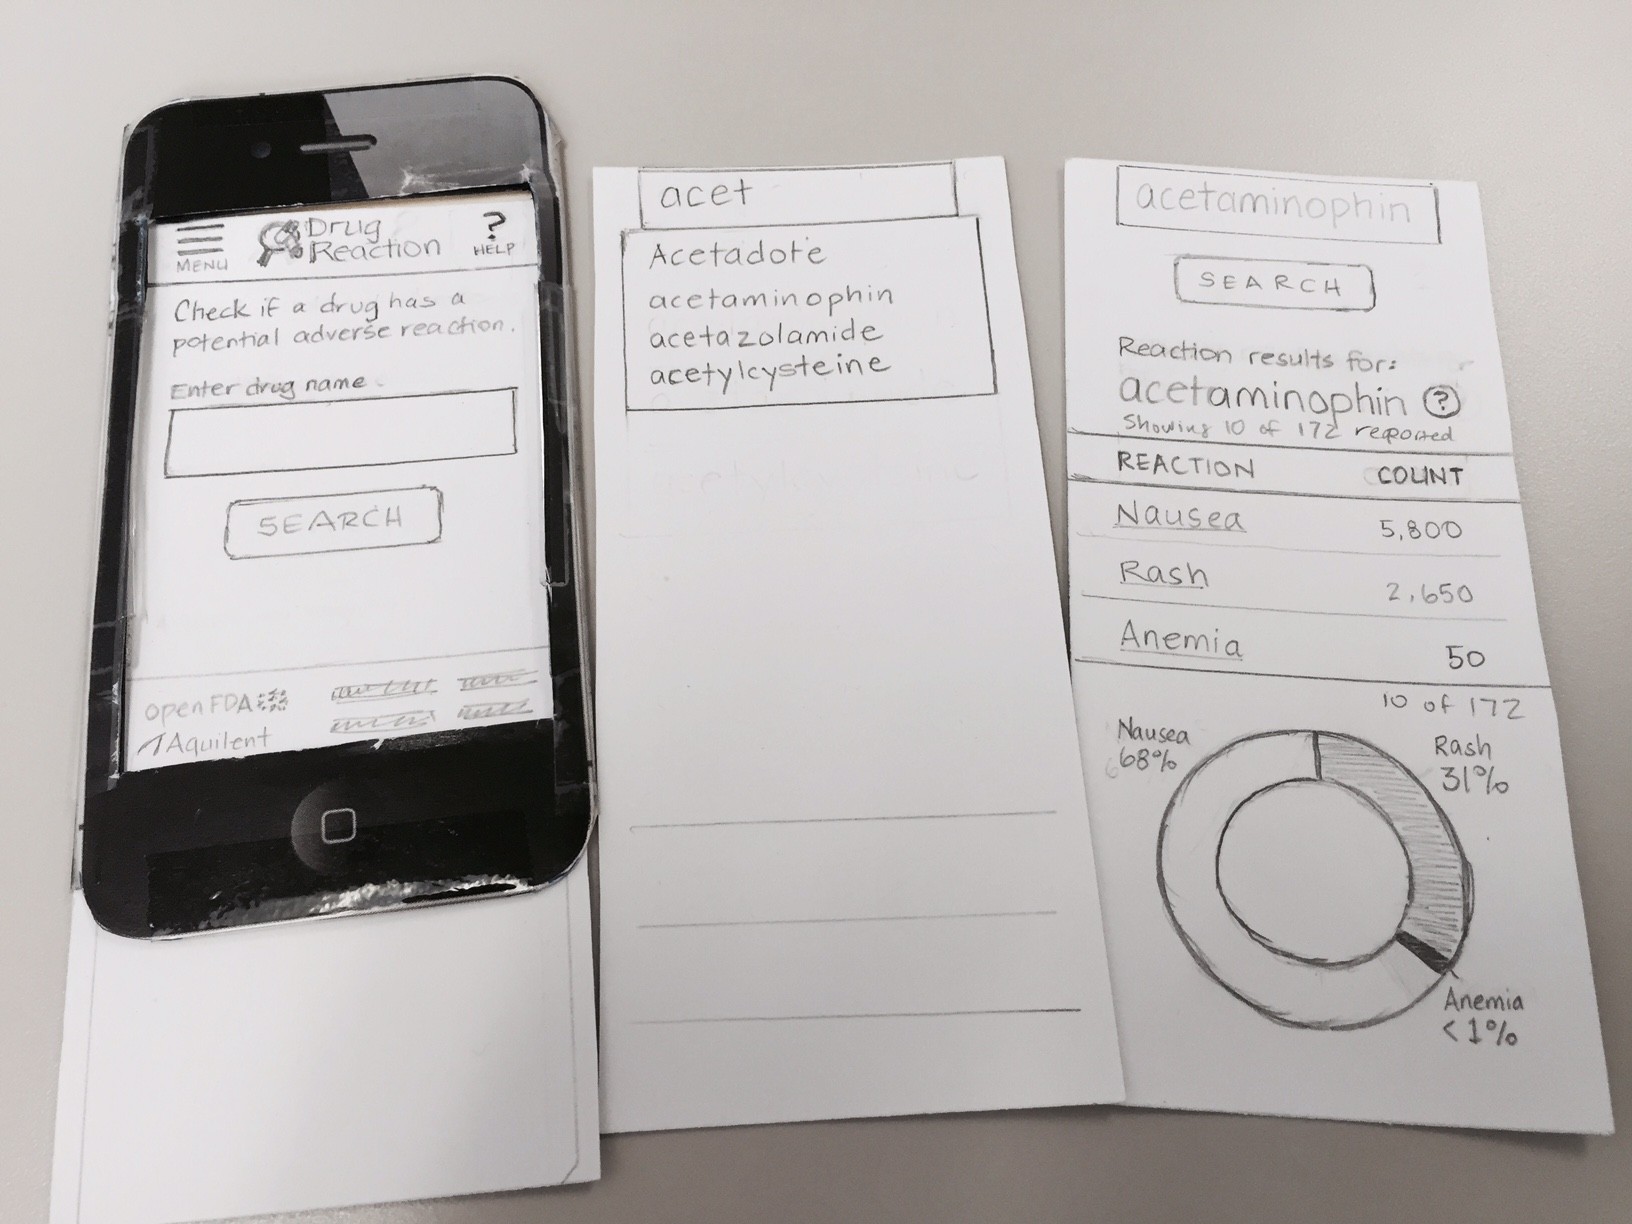 MENU
Drug
Reaction
?
HELP
Check if a drug has a
potential adverse reaction.
Enter drug name
SEARCH
openFDA
Aquilent
acet
Acetadote
acetaminophin
acetazolamide
acetylcysteine
acetaminophin
SEARCH
Reaction results for:
acetaminophin ?
Showing 10 of 172 reported
REACTION COUNT
Nausea 5,800
Rash 2,650
Anemia 50
10 of 172
Nausea
68%
Rash
31%
Anemia
<1%